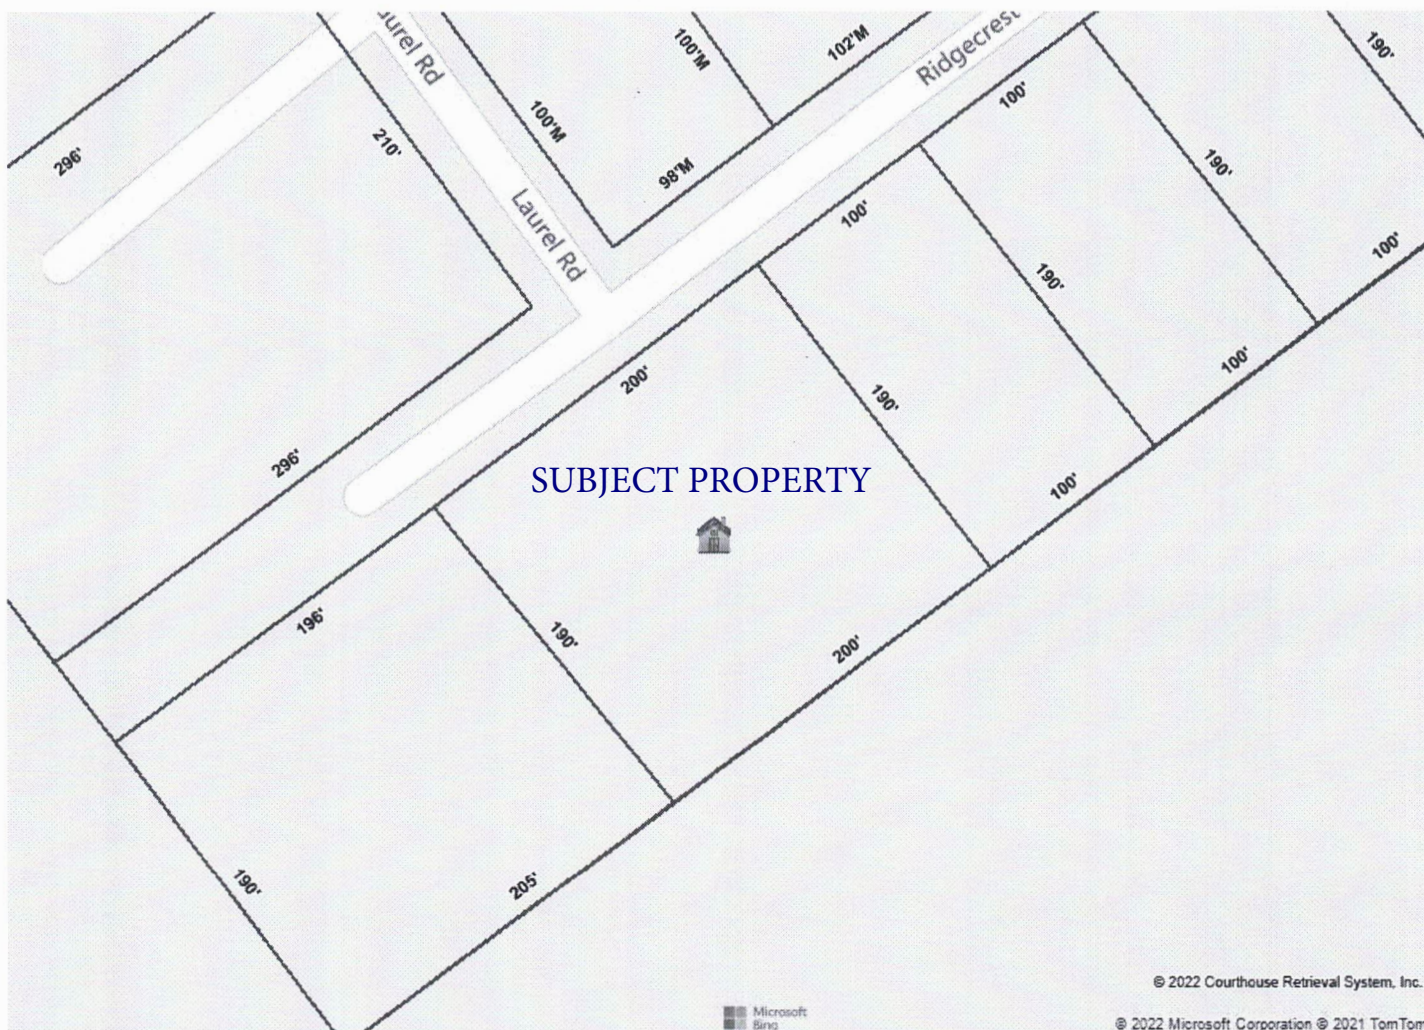 aurel Rd
Ridgecrest
100'M
102'M
190'
296'
210'
100'M
100'
98'M
190'
Laurel Rd
100'
100'
190'
200'
100'
190'
296'
SUBJECT PROPERTY
100'
196'
190'
200'
190'
205'
© 2022 Courthouse Retrieval System, Inc.
Microsoft
Bing
© 2022 Microsoft Corporation © 2021 TomTom